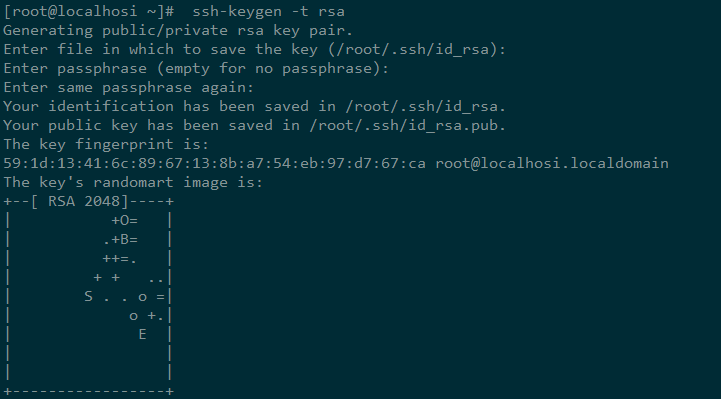 [root@localhosi ~]#  ssh-keygen -t rsa
Generating public/private rsa key pair.
Enter file in which to save the key (/root/.ssh/id_rsa):
Enter passphrase (empty for no passphrase):
Enter same passphrase again:
Your identification has been saved in /root/.ssh/id_rsa.
Your public key has been saved in /root/.ssh/id_rsa.pub.
The key fingerprint is:
59:1d:13:41:6c:89:67:13:8b:a7:54:eb:97:d7:67:ca root@localhosi.localdomain
The key's randomart image is:
+--[ RSA 2048]----+
|           +O=   |
|          .+B=   |
|          ++=.   |
|         + +   ..|
|        S . . o =|
|             o +.|
|              E  |
|                 |
|                 |
+-----------------+